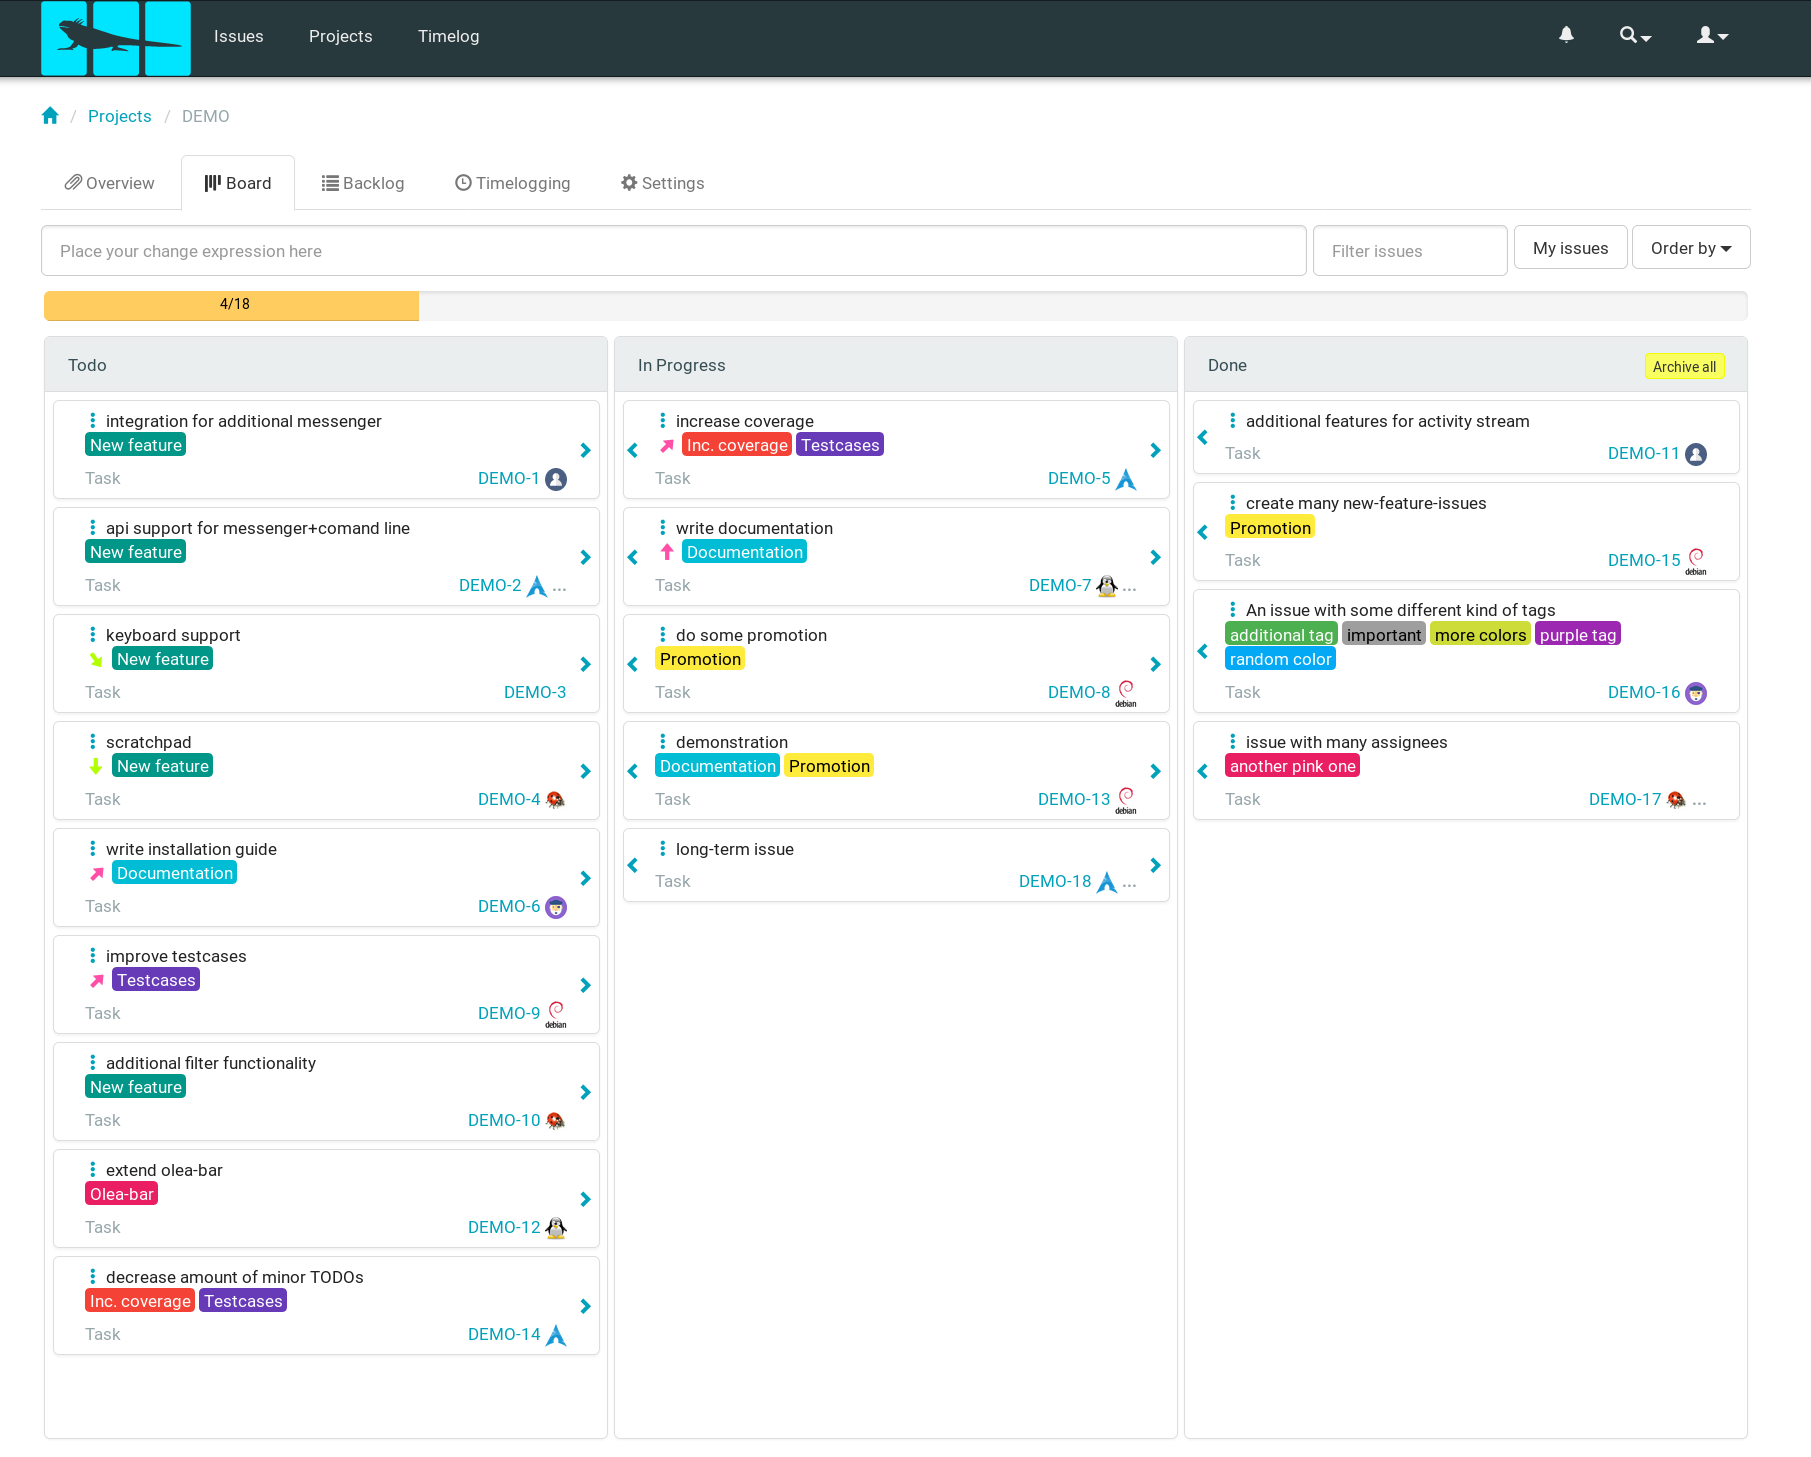 Issues Projects Timelog
/ Projects / DEMO
Overview Board Backlog Timelogging Settings
Place your change expression here Filter issues My issues Order by
4/18
Todo
integration for additional messenger
New feature
Task DEMO-1
api support for messenger+comand line
New feature
Task DEMO-2 ...
keyboard support
New feature
Task DEMO-3
scratchpad
New feature
Task DEMO-4
write installation guide
Documentation
Task DEMO-6
improve testcases
Testcases
Task DEMO-9 debian
additional filter functionality
New feature
Task DEMO-10
extend olea-bar
Olea-bar
Task DEMO-12
decrease amount of minor TODOs
Inc. coverage Testcases
Task DEMO-14
In Progress
increase coverage
Inc. coverage Testcases
Task DEMO-5
write documentation
Documentation
Task DEMO-7 ...
do some promotion
Promotion
Task DEMO-8 debian
demonstration
Documentation Promotion
Task DEMO-13 debian
long-term issue
Task DEMO-18 ...
Done Archive all
additional features for activity stream
Task DEMO-11
create many new-feature-issues
Promotion
Task DEMO-15 debian
An issue with some different kind of tags
additional tag important more colors purple tag
random color
Task DEMO-16
issue with many assignees
another pink one
Task DEMO-17 ...